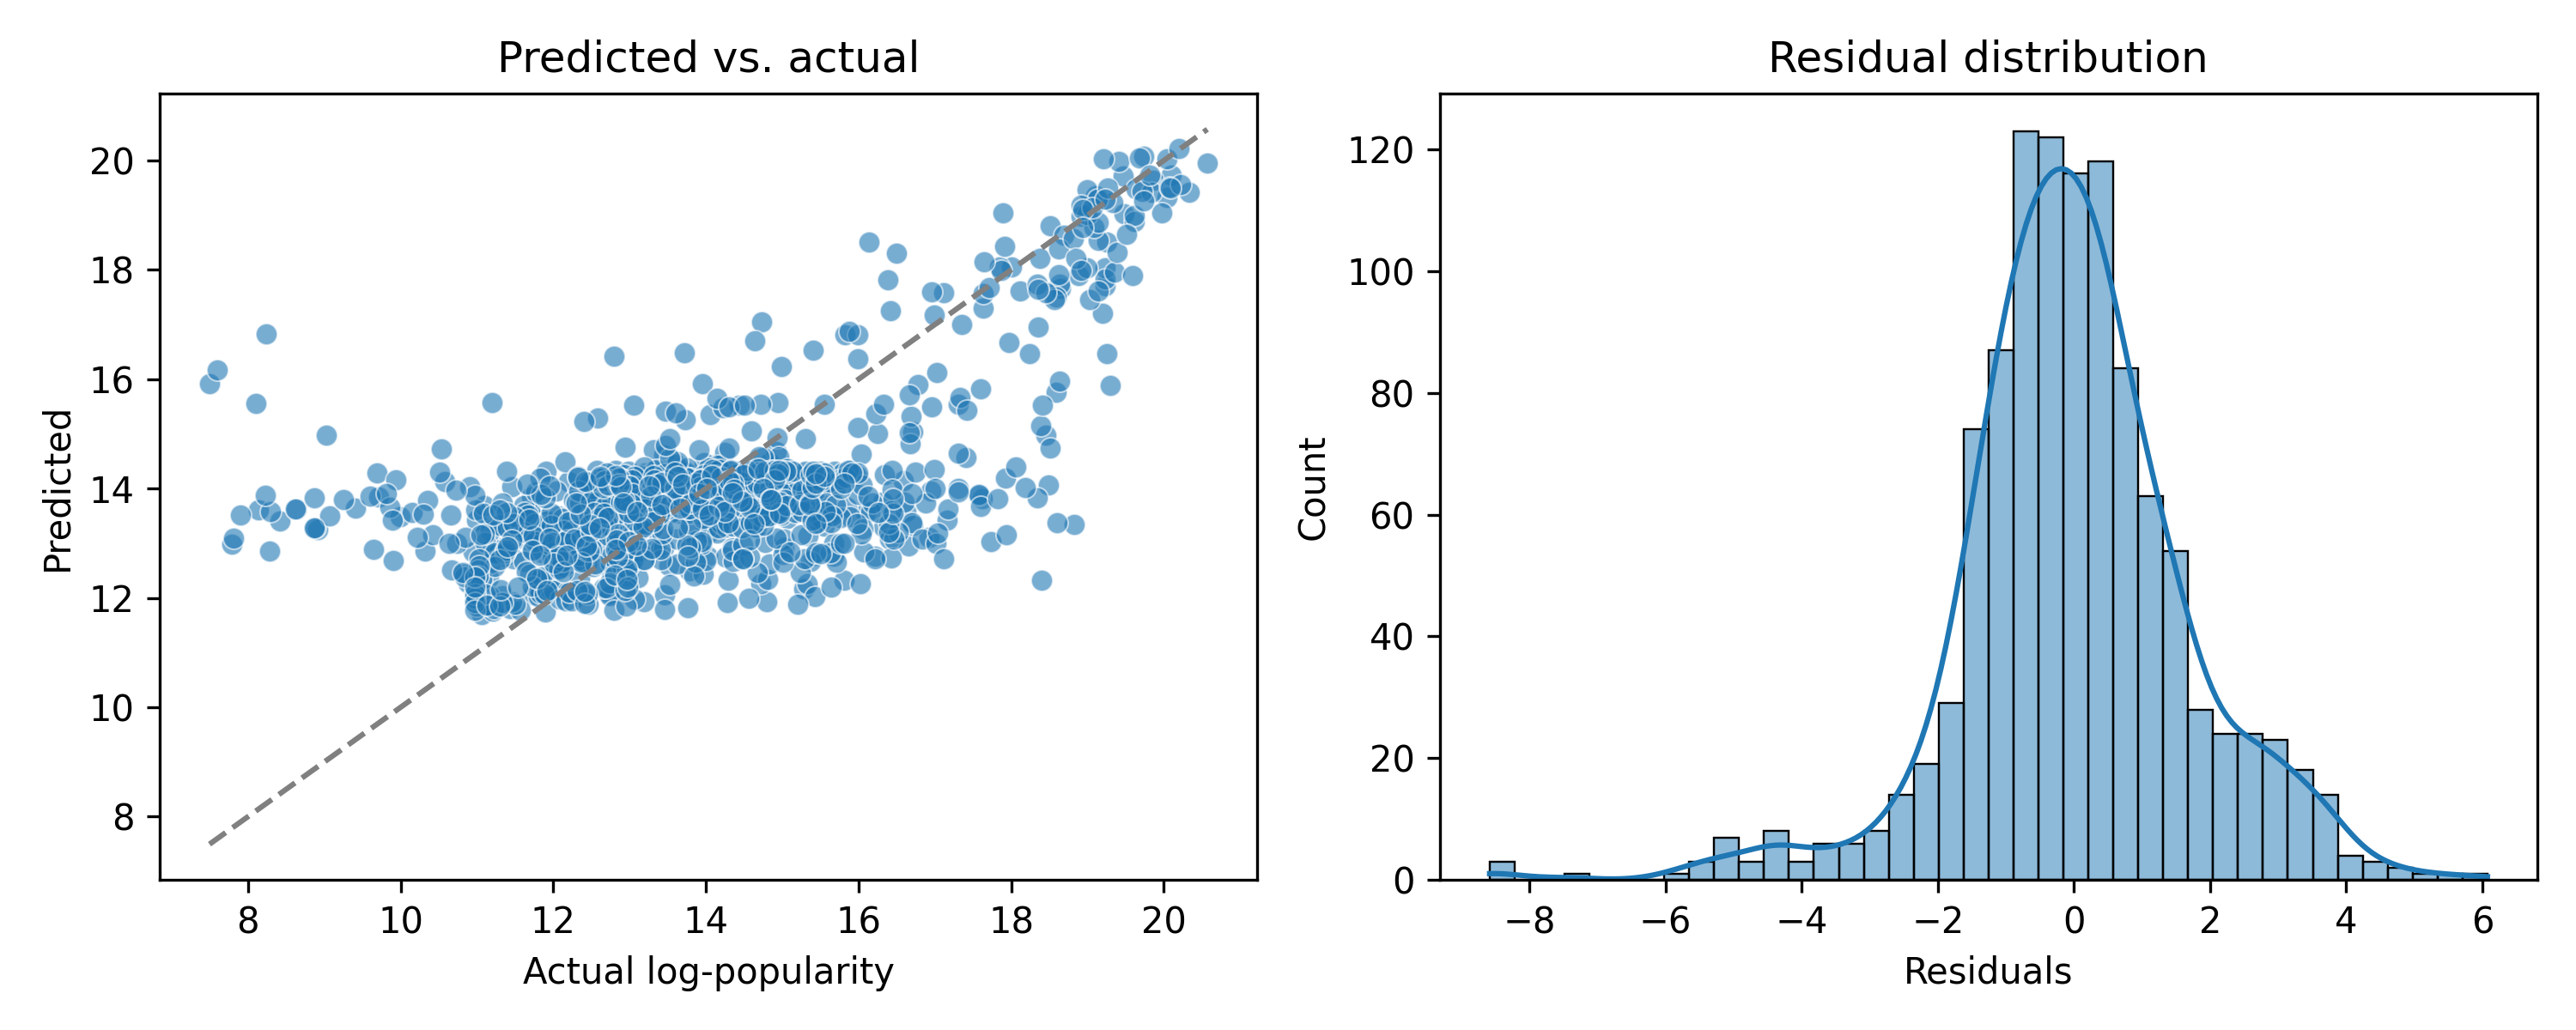 Predicted vs. actual
Predicted
20
18
16
14
12
10
8
8 10 12 14 16 18 20
Actual log-popularity
Residual distribution
Count
120
100
80
60
40
20
0
−8 −6 −4 −2 0 2 4 6
Residuals